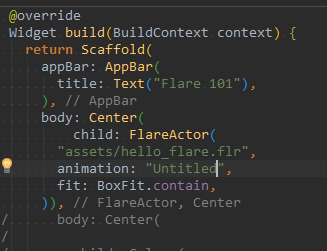 @override
Widget build(BuildContext context) {
return Scaffold(
appBar: AppBar(
title: Text("Flare 101"),
), // AppBar
body: Center(
child: FlareActor(
"assets/hello_flare.flr",
animation: "Untitled",
fit: BoxFit.contain,
)), // FlareActor, Center
/ body: Center(
/